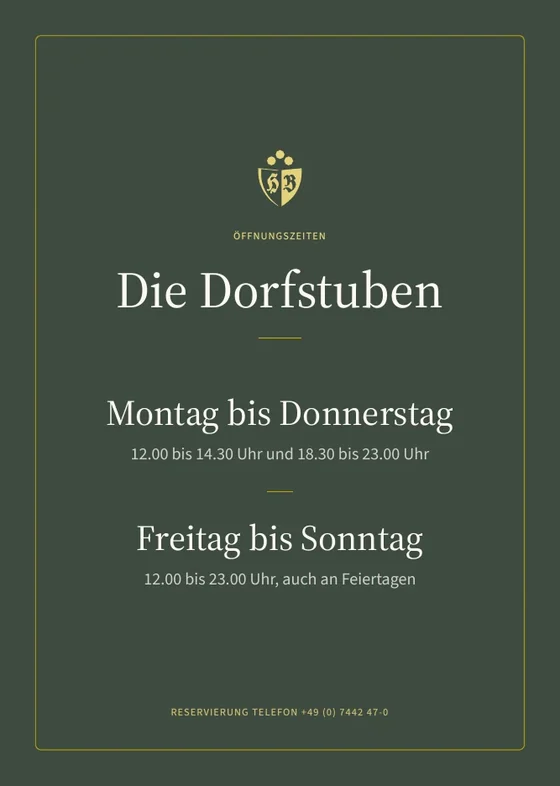 HB
ÖFFNUNGSZEITEN
Die Dorfstuben
Montag bis Donnerstag
12.00 bis 14.30 Uhr und 18.30 bis 23.00 Uhr
Freitag bis Sonntag
12.00 bis 23.00 Uhr, auch an Feiertagen
RESERVIERUNG TELEFON +49 (0) 7442 47-0